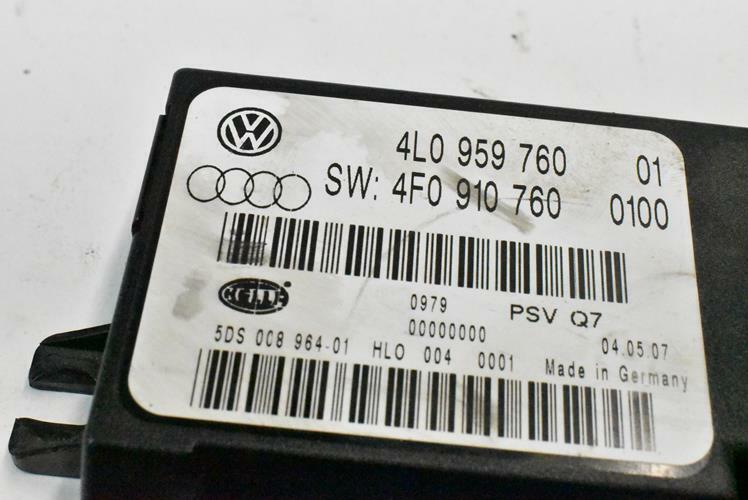 4L0 959 760 01
SW: 4F0 910 760 0100
HELLA 0979 PSV Q7
00000000 04.05.07
5DS 008 964-01 HLO 004 0001 Made in Germany